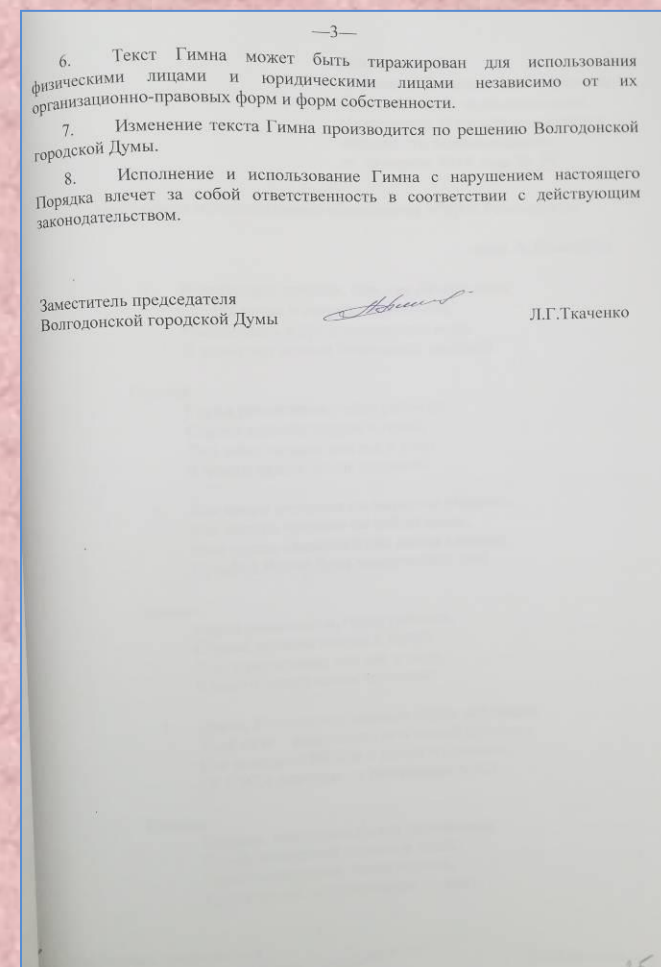 —3—
6. Текст Гимна может быть тиражирован для использования
физическими лицами и юридическими лицами независимо от их
организационно-правовых форм и форм собственности.
7. Изменение текста Гимна производится по решению Волгодонской
городской Думы.
8. Исполнение и использование Гимна с нарушением настоящего
Порядка влечет за собой ответственность в соответствии с действующим
законодательством.
Заместитель председателя
Волгодонской городской Думы
Л.Г.Ткаченко